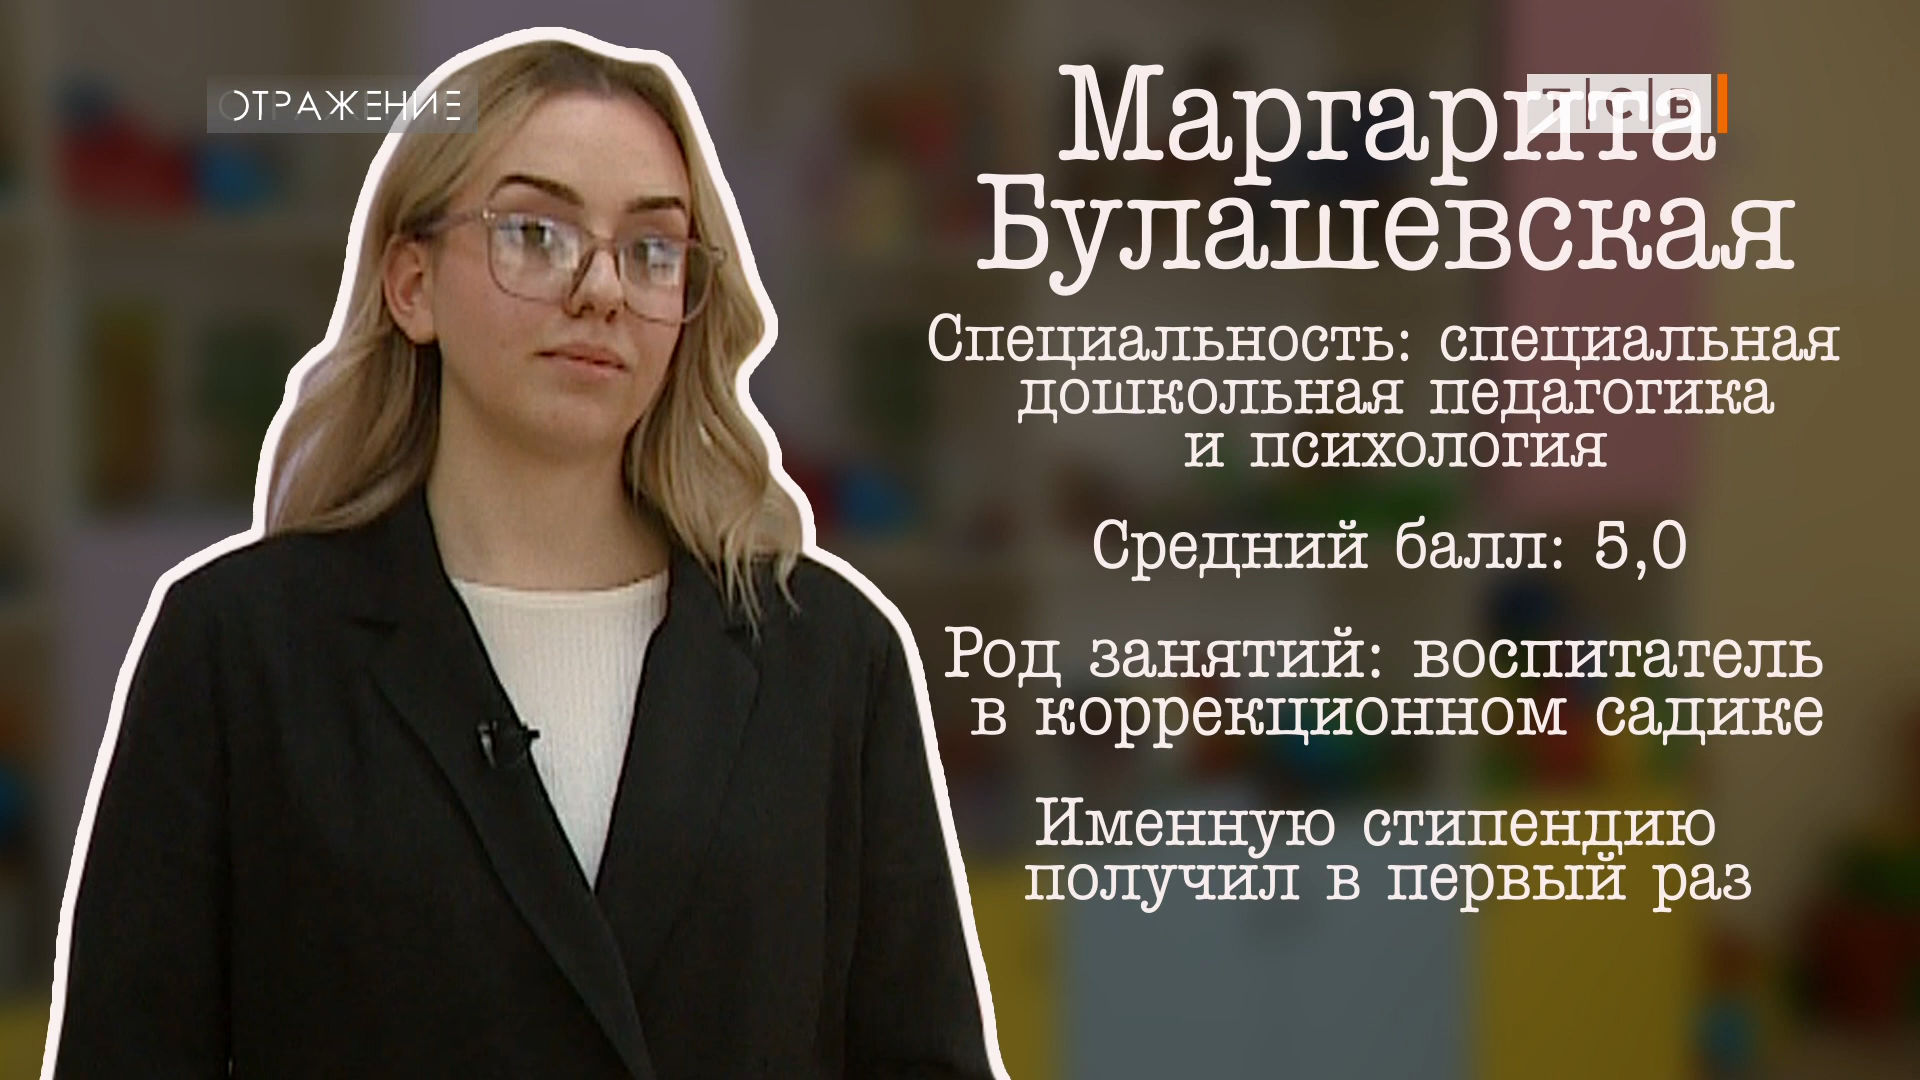 ОТРАЖЕНИЕ
ТСВ
Маргарита
Булашевская
Специальность: специальная
дошкольная педагогика
и психология
Средний балл: 5,0
Род занятий: воспитатель
в коррекционном садике
Именную стипендию
получил в первый раз